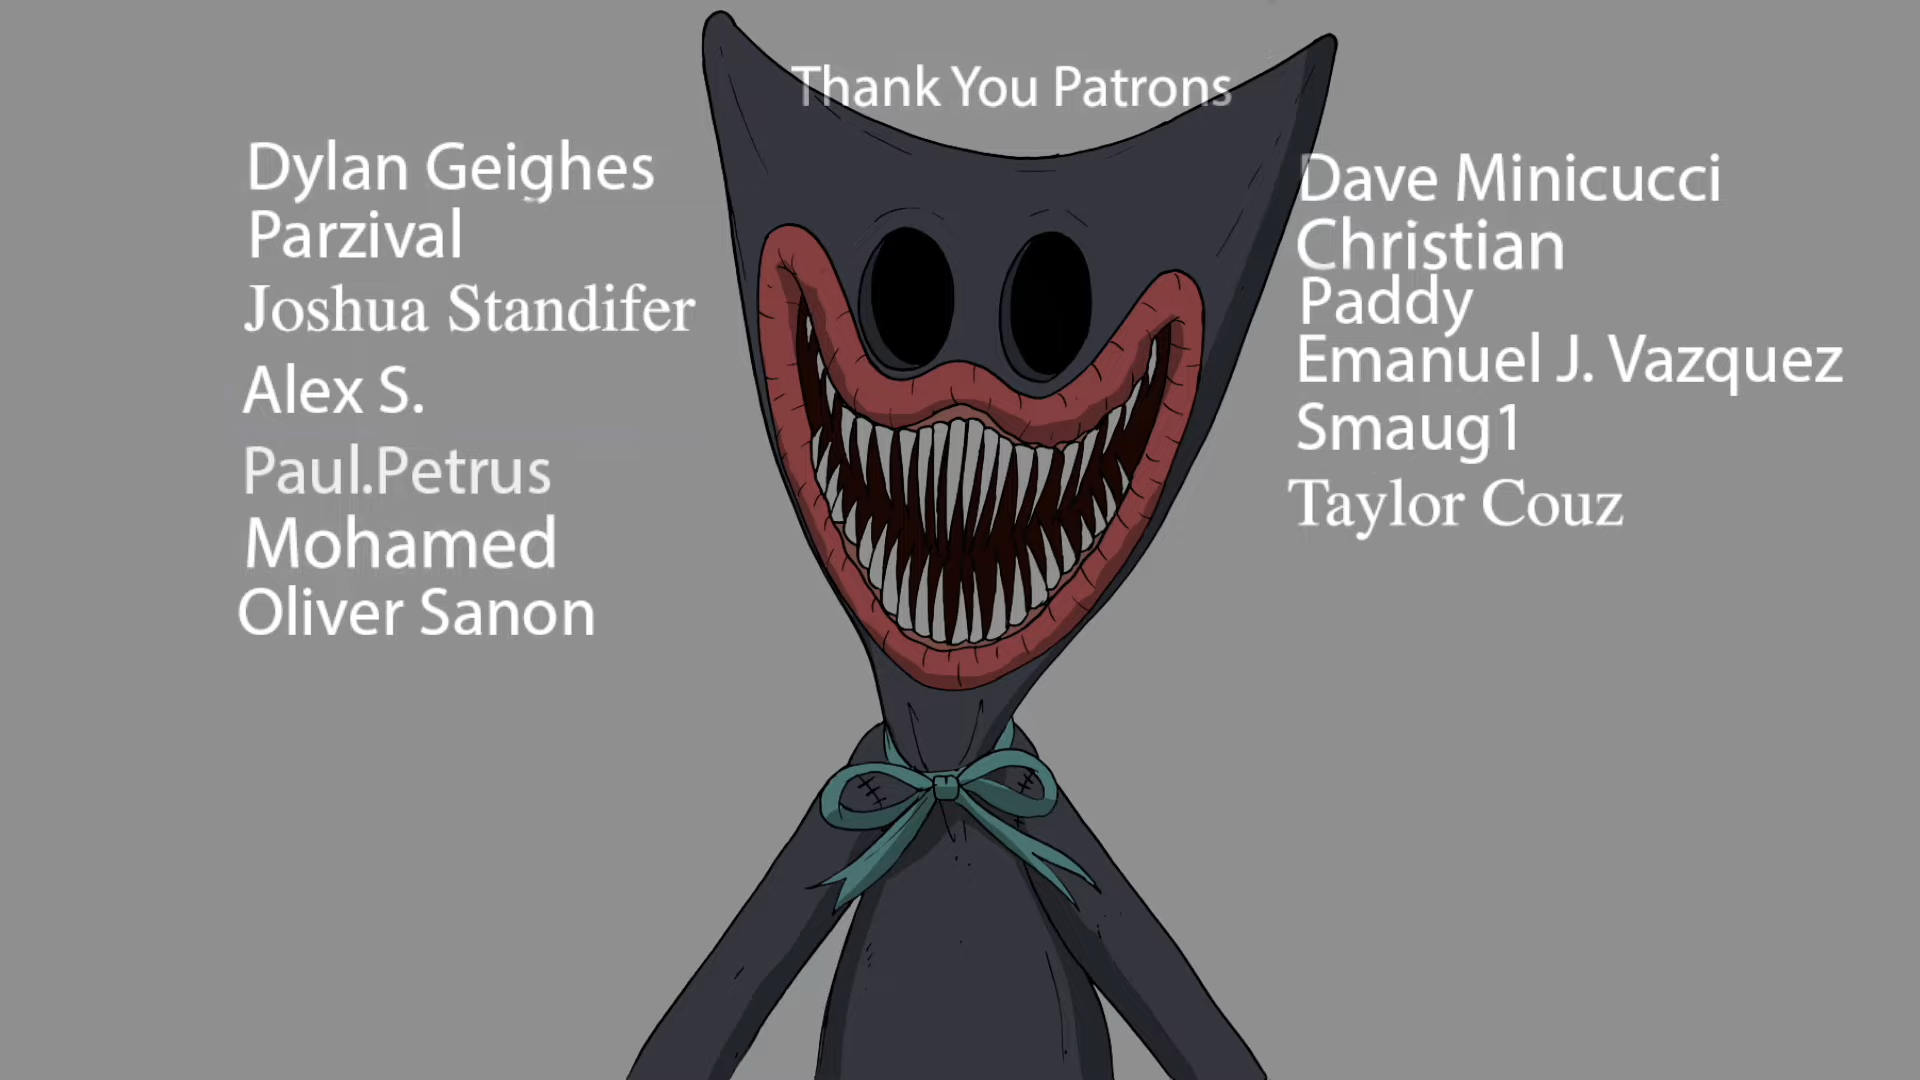 Thank You Patrons
Dylan Geighes
Parzival
Joshua Standifer
Alex S.
Paul.Petrus
Mohamed
Oliver Sanon
Dave Minicucci
Christian
Paddy
Emanuel J. Vazquez
Smaug1
Taylor Couz